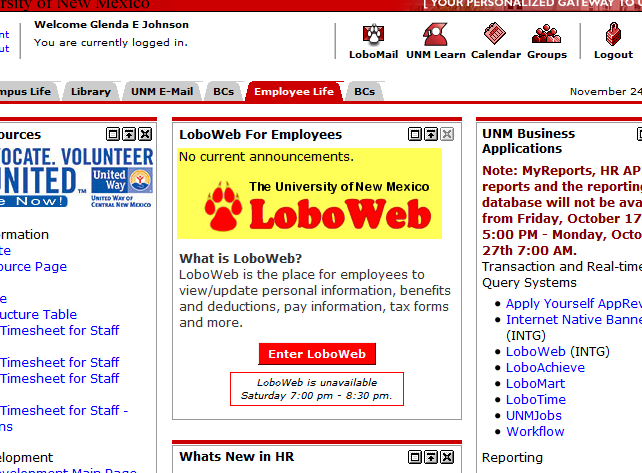 ersity of New Mexico
[ YOUR PERSONALIZED GATEWAY TO U
Welcome Glenda E Johnson
nt
You are currently logged in.
out
LoboMail UNM Learn Calendar Groups Logout
mpus Life Library UNM E-Mail BCs Employee Life BCs
November 24
ources
VOCATE. VOLUNTEER
UNITED™
United Way
e Now!
UNITED WAY OF
CENTRAL NEW MEXICO
ormation
te
ource Page
e
ucture Table
Timesheet for Staff
Timesheet for Staff
Timesheet for Staff
Timesheet for Staff -
ns
elopment
evelopment Main Page
LoboWeb For Employees
No current announcements.
The University of New Mexico
LoboWeb
What is LoboWeb?
LoboWeb is the place for employees to
view/update personal information, benefits
and deductions, pay information, tax forms
and more.
Enter LoboWeb
LoboWeb is unavailable
Saturday 7:00 pm - 8:30 pm.
Whats New in HR
UNM Business
Applications
Note: MyReports, HR AP
reports and the reporting
database will not be ava
from Friday, October 17
5:00 PM - Monday, Octo
27th 7:00 AM.
Transaction and Real-time
Query Systems
Apply Yourself AppRev
Internet Native Banne
(INTG)
LoboWeb (INTG)
LoboAchieve
LoboMart
LoboTime
UNMJobs
Workflow
Reporting